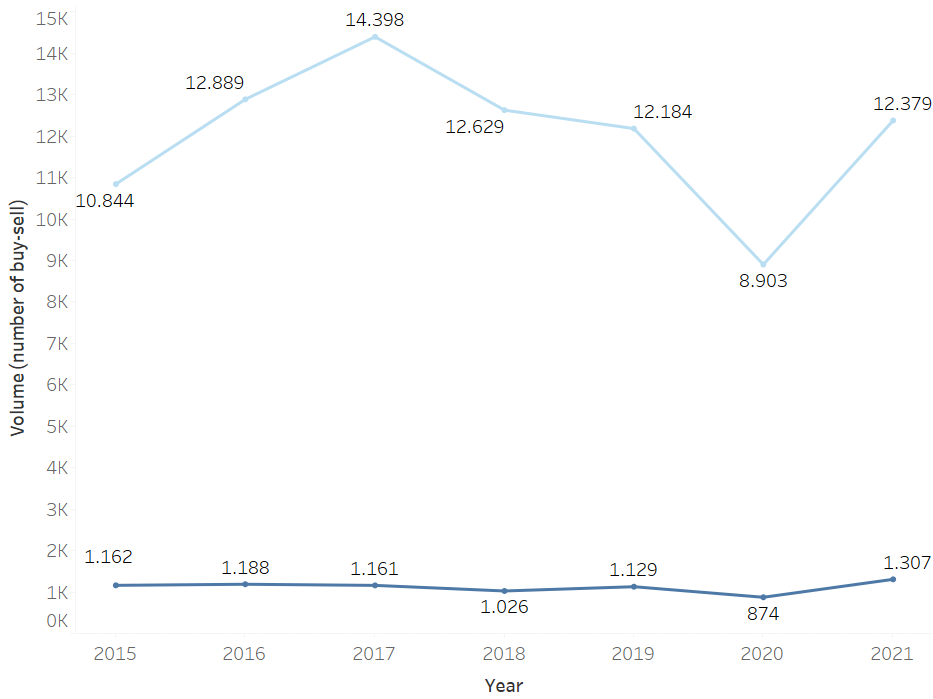 15K
14K
13K
12K
11K
10K
9K
8K
7K
6K
5K
4K
3K
2K
1K
0K
Volume (number of buy-sell)
10.844
12.889
14.398
12.629
12.184
8.903
12.379
1.162
1.188
1.161
1.026
1.129
874
1.307
2015 2016 2017 2018 2019 2020 2021
Year